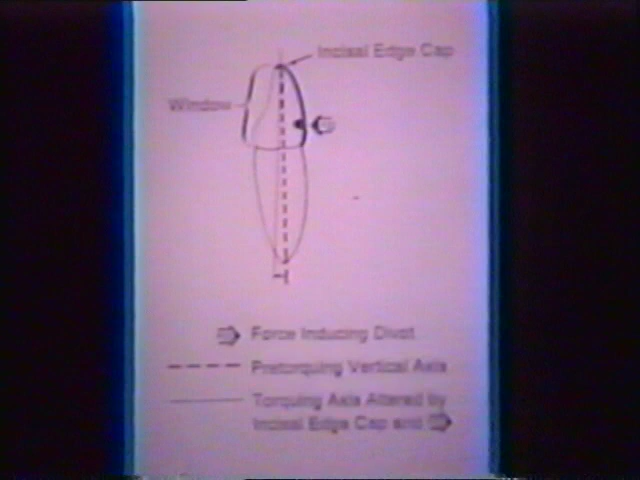 Incisal Edge Cap
Window
Force Inducing Divot
Pretorquing Vertical Axis
Torquing Axis Altered by
Incisal Edge Cap and